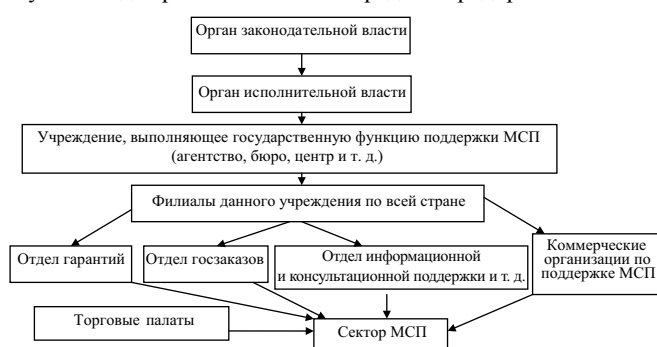 Орган законодательной власти
Орган исполнительной власти
Учреждение, выполняющее государственную функцию поддержки МСП
(агентство, бюро, центр и т. д.)
Филиалы данного учреждения по всей стране
Отдел гарантий
Отдел госзаказов
Отдел информационной
и консультационной поддержки и т. д.
Коммерческие
организации по
поддержке МСП
Торговые палаты
Сектор МСП